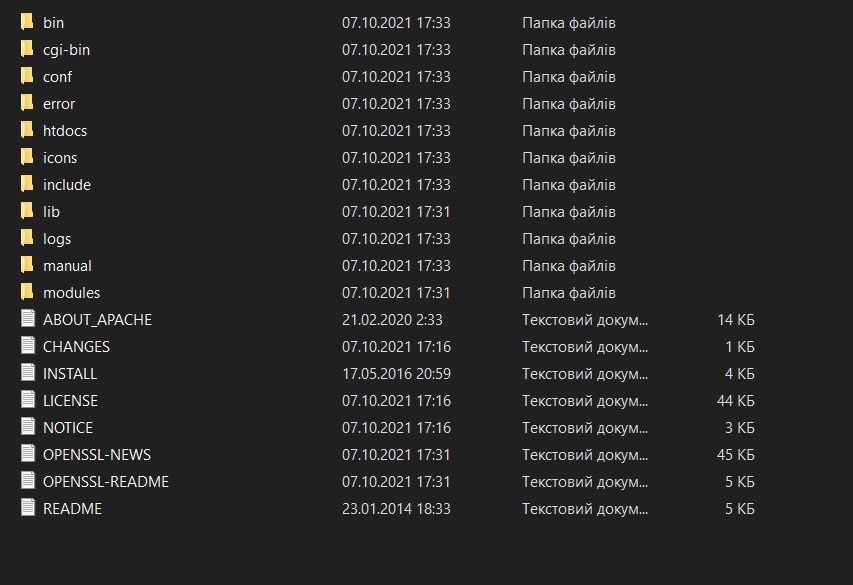 bin 07.10.2021 17:33 Папка файлів
cgi-bin 07.10.2021 17:33 Папка файлів
conf 07.10.2021 17:33 Папка файлів
error 07.10.2021 17:33 Папка файлів
htdocs 07.10.2021 17:33 Папка файлів
icons 07.10.2021 17:33 Папка файлів
include 07.10.2021 17:33 Папка файлів
lib 07.10.2021 17:31 Папка файлів
logs 07.10.2021 17:33 Папка файлів
manual 07.10.2021 17:33 Папка файлів
modules 07.10.2021 17:31 Папка файлів
ABOUT_APACHE 21.02.2020 2:33 Текстовий докум... 14 КБ
CHANGES 07.10.2021 17:16 Текстовий докум... 1 КБ
INSTALL 17.05.2016 20:59 Текстовий докум... 4 КБ
LICENSE 07.10.2021 17:16 Текстовий докум... 44 КБ
NOTICE 07.10.2021 17:16 Текстовий докум... 3 КБ
OPENSSL-NEWS 07.10.2021 17:31 Текстовий докум... 45 КБ
OPENSSL-README 07.10.2021 17:31 Текстовий докум... 5 КБ
README 23.01.2014 18:33 Текстовий докум... 5 КБ